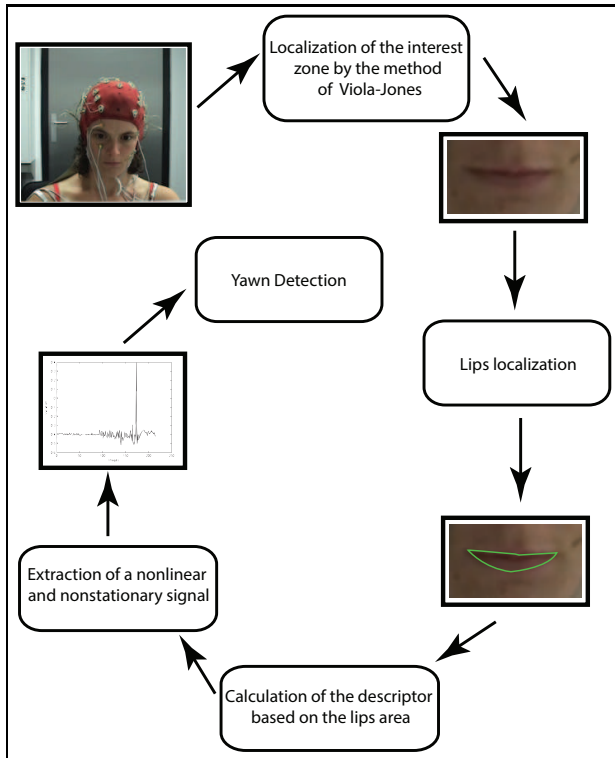 Localization of the interest
zone by the method
of Viola-Jones
Lips localization
Calculation of the descriptor
based on the lips area
Extraction of a nonlinear
and nonstationary signal
Yawn Detection